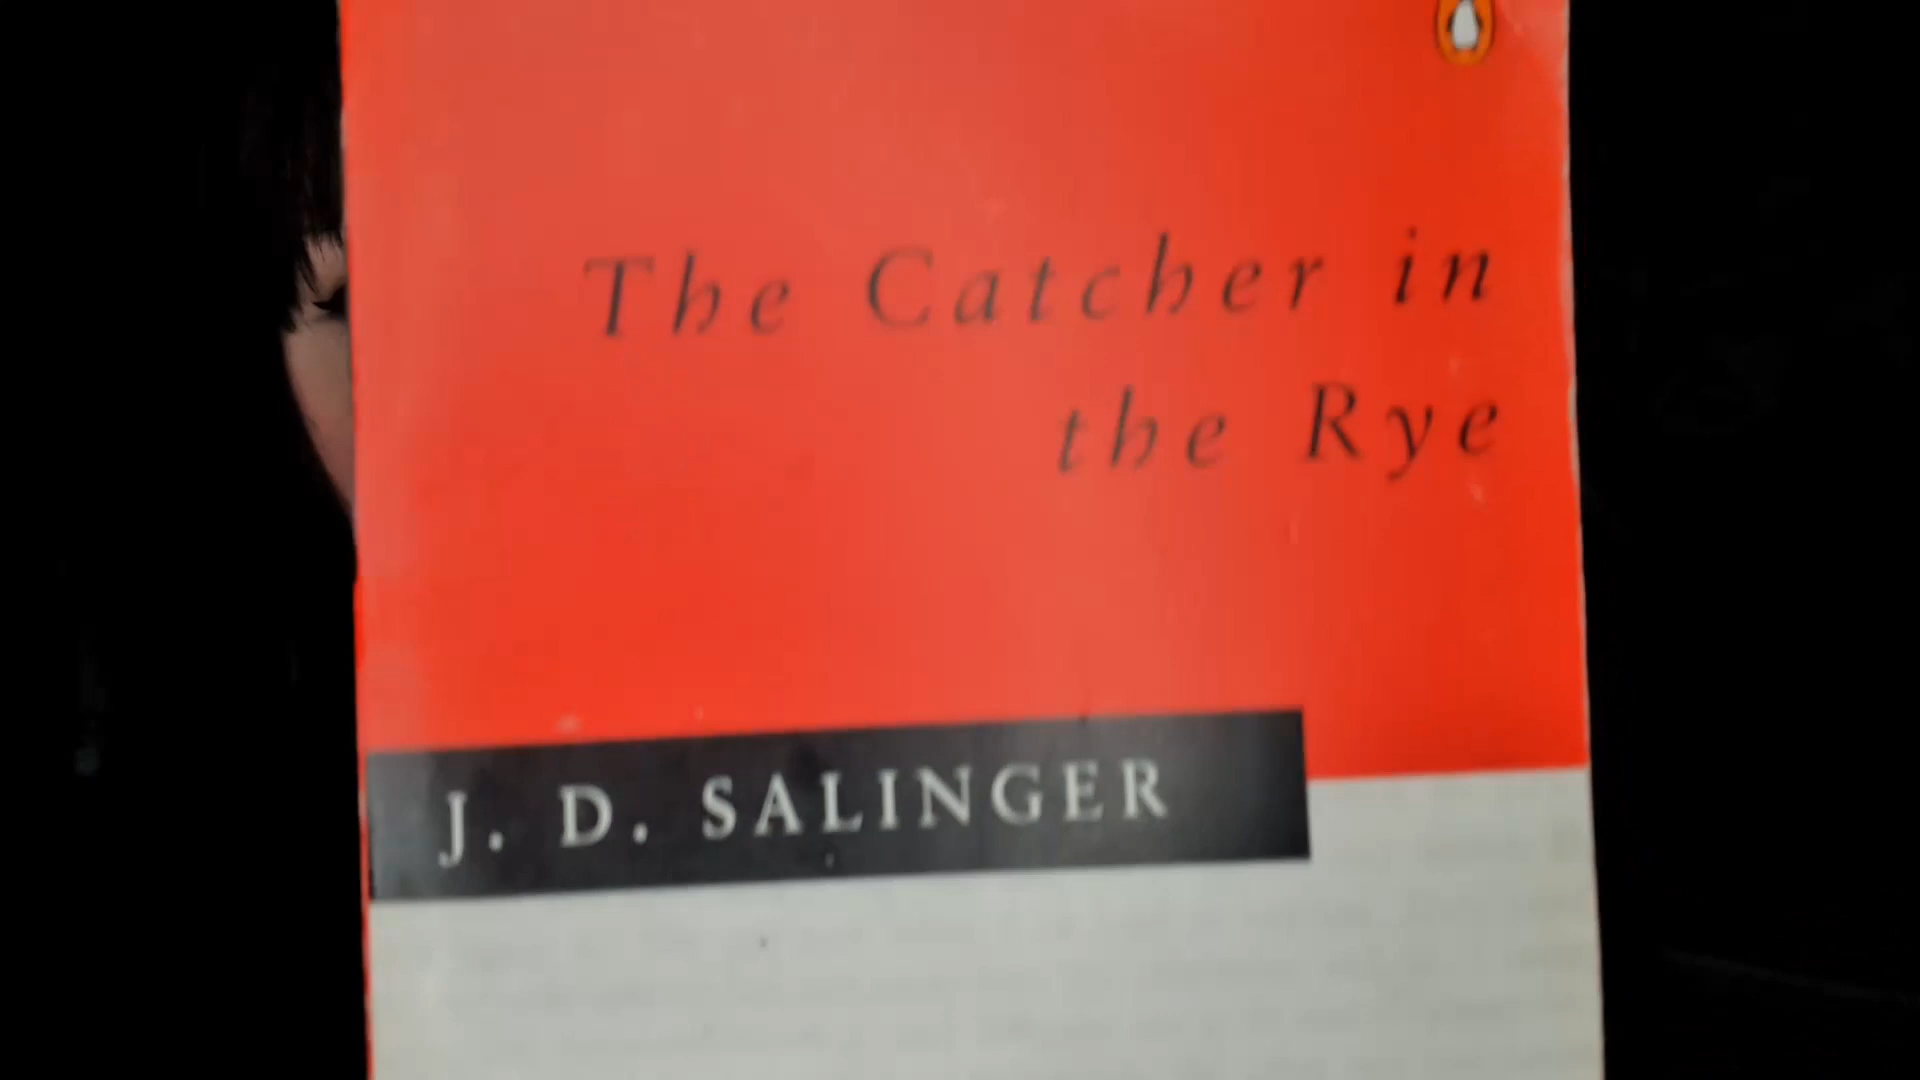 The Catcher in
the Rye
J. D. SALINGER